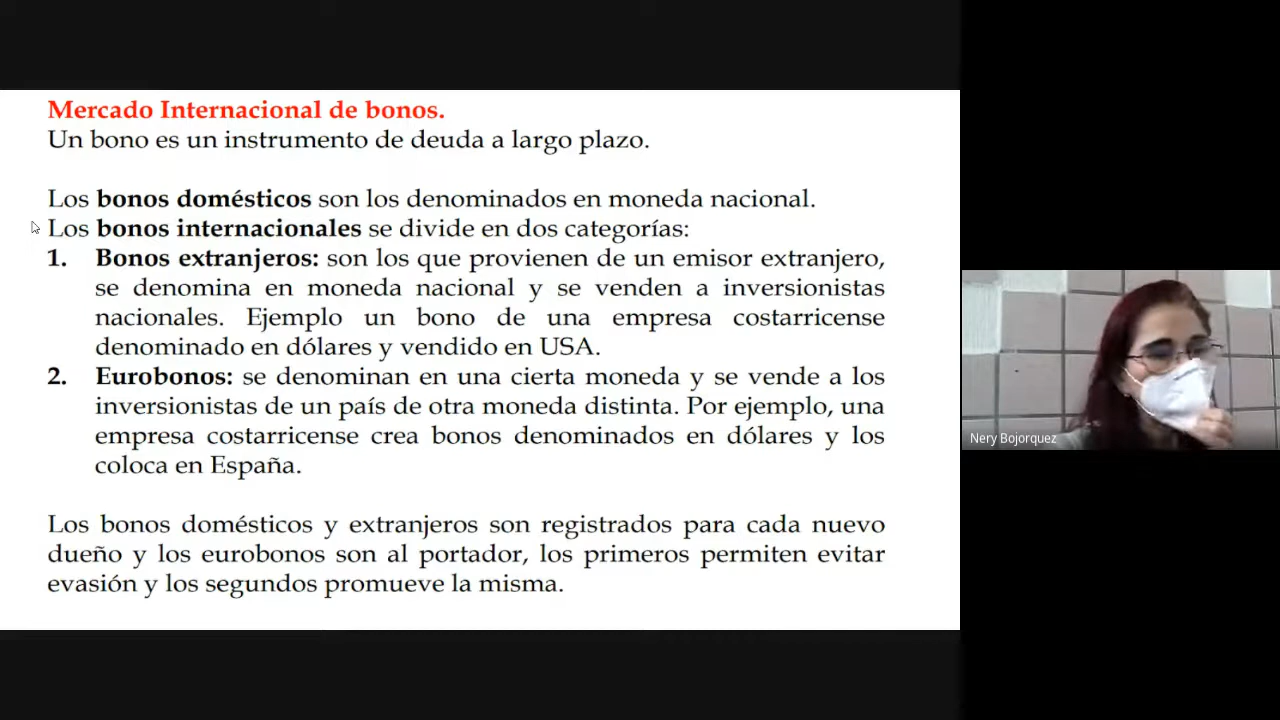 Mercado Internacional de bonos.
Un bono es un instrumento de deuda a largo plazo.
Los bonos domésticos son los denominados en moneda nacional.
Los bonos internacionales se divide en dos categorías:
1. Bonos extranjeros: son los que provienen de un emisor extranjero,
se denomina en moneda nacional y se venden a inversionistas
nacionales. Ejemplo un bono de una empresa costarricense
denominado en dólares y vendido en USA.
2. Eurobonos: se denominan en una cierta moneda y se vende a los
inversionistas de un país de otra moneda distinta. Por ejemplo, una
empresa costarricense crea bonos denominados en dólares y los
coloca en España.
Los bonos domésticos y extranjeros son registrados para cada nuevo
dueño y los eurobonos son al portador, los primeros permiten evitar
evasión y los segundos promueve la misma.
Nery Bojorquez